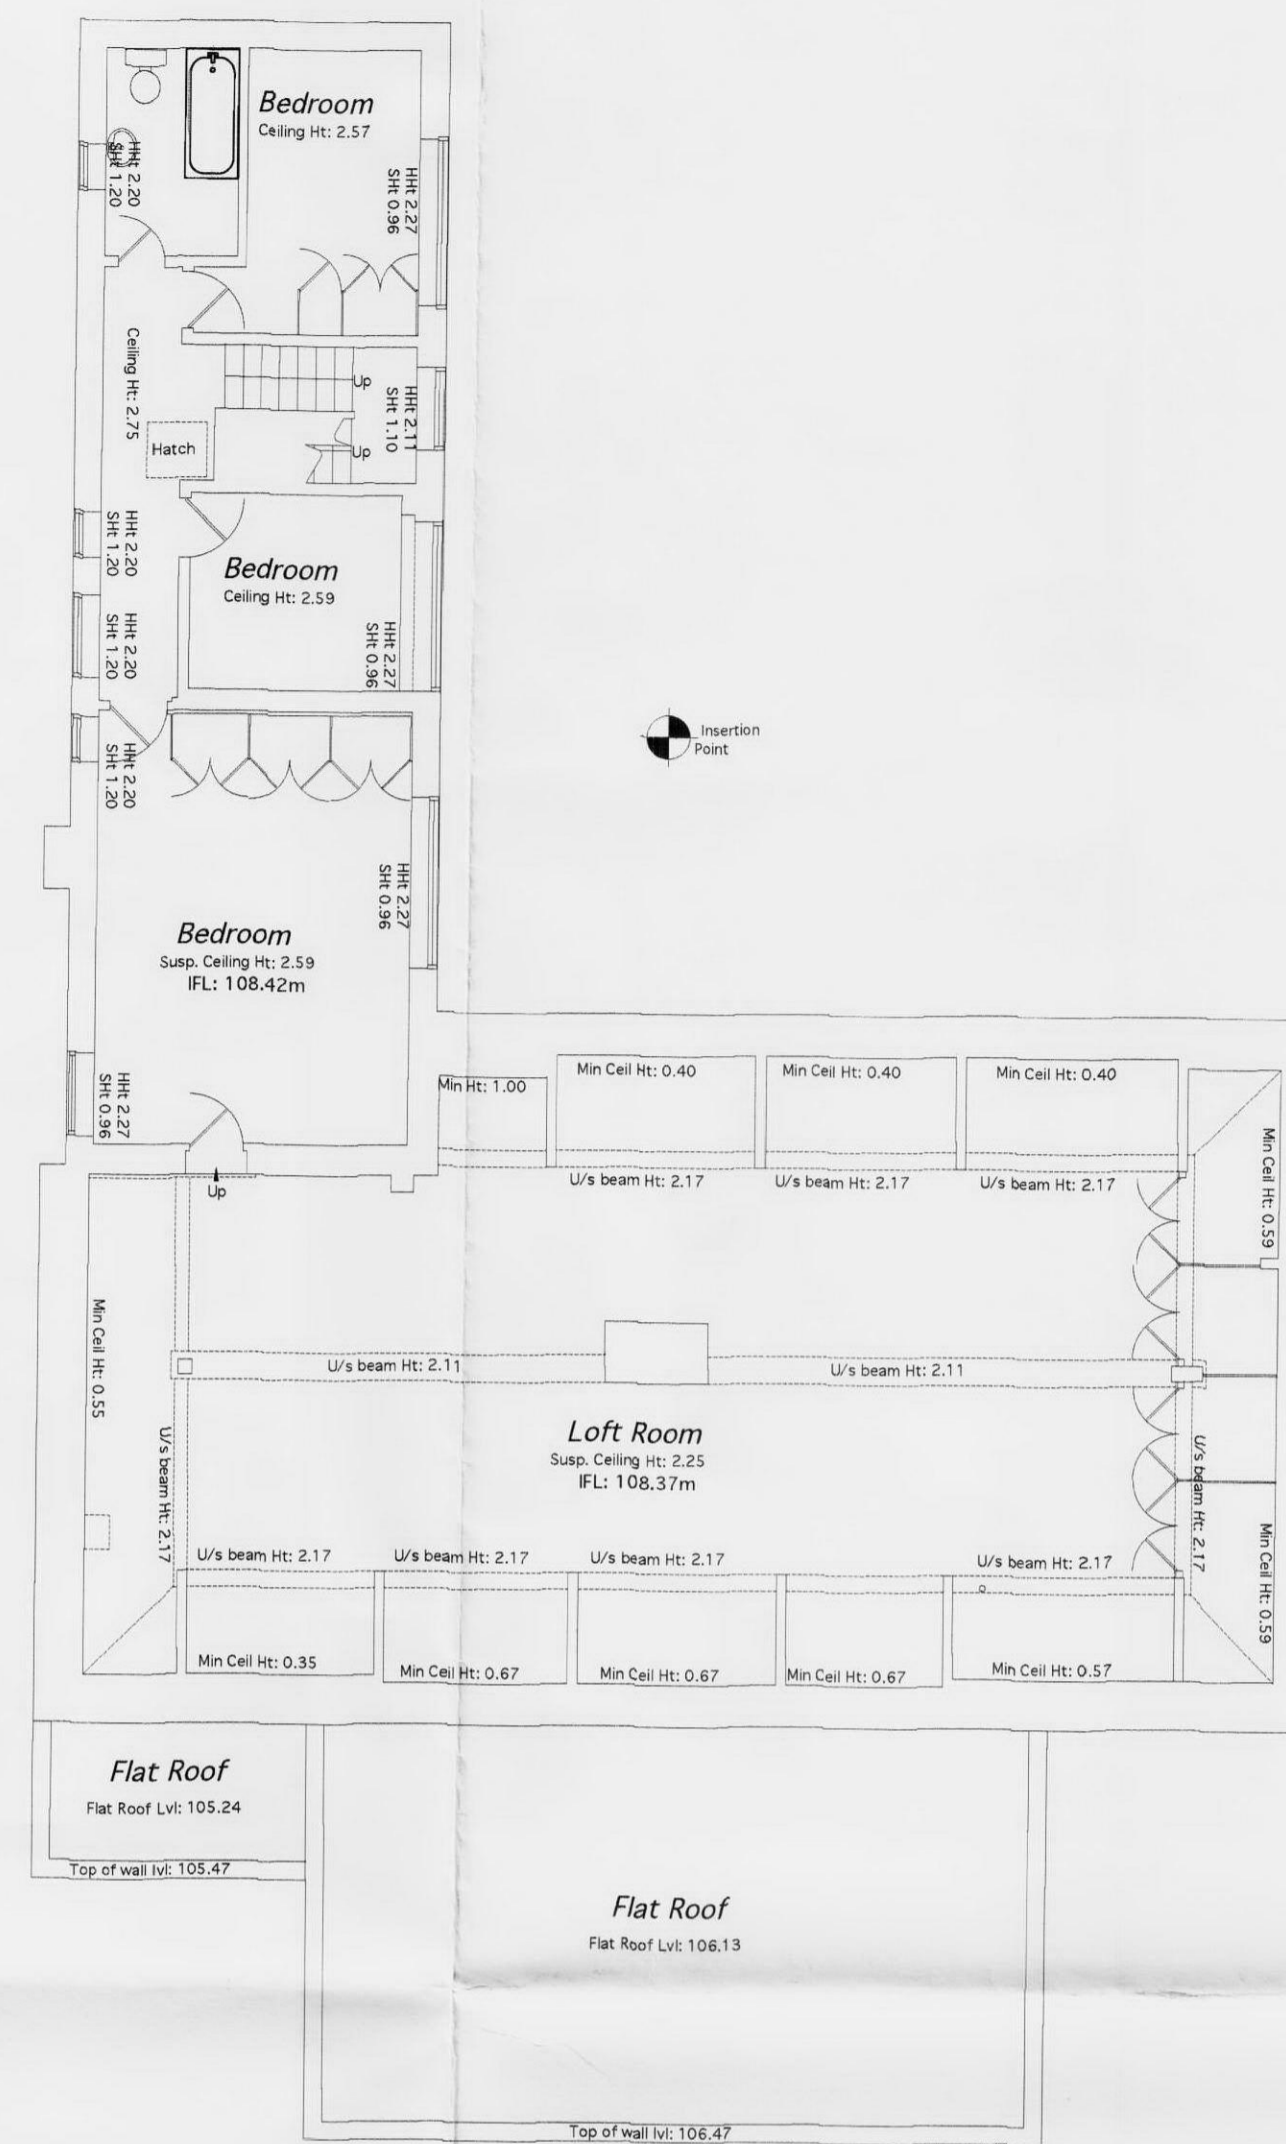 Bedroom
Ceiling Ht: 2.57
HHt 2.20
SHt 1.20
HHt 2.27
SHt 0.96
Ceiling Ht: 2.75
Up
HHt 2.11
SHt 1.10
Hatch
Up
HHt 2.20
SHt 1.20
Bedroom
Ceiling Ht: 2.59
HHt 2.20
SHt 1.20
HHt 2.27
SHt 0.96
Insertion
Point
HHt 2.20
SHt 1.20
HHt 2.27
SHt 0.96
Bedroom
Susp. Ceiling Ht: 2.59
IFL: 108.42m
HHt 2.27
SHt 0.96
Min Ht: 1.00
Min Ceil Ht: 0.40
Min Ceil Ht: 0.40
Min Ceil Ht: 0.40
Min Ceil Ht: 0.59
Up
U/s beam Ht: 2.17
U/s beam Ht: 2.17
U/s beam Ht: 2.17
Min Ceil Ht: 0.55
U/s beam Ht: 2.11
U/s beam Ht: 2.11
Loft Room
Susp. Ceiling Ht: 2.25
IFL: 108.37m
U/s beam Ht: 2.17
U/s beam Ht: 2.17
U/s beam Ht: 2.17
U/s beam Ht: 2.17
U/s beam Ht: 2.17
U/s beam Ht: 2.17
Min Ceil Ht: 0.59
Min Ceil Ht: 0.35
Min Ceil Ht: 0.67
Min Ceil Ht: 0.67
Min Ceil Ht: 0.67
Min Ceil Ht: 0.57
Flat Roof
Flat Roof Lvl: 105.24
Top of wall lvl: 105.47
Flat Roof
Flat Roof Lvl: 106.13
Top of wall lvl: 106.47